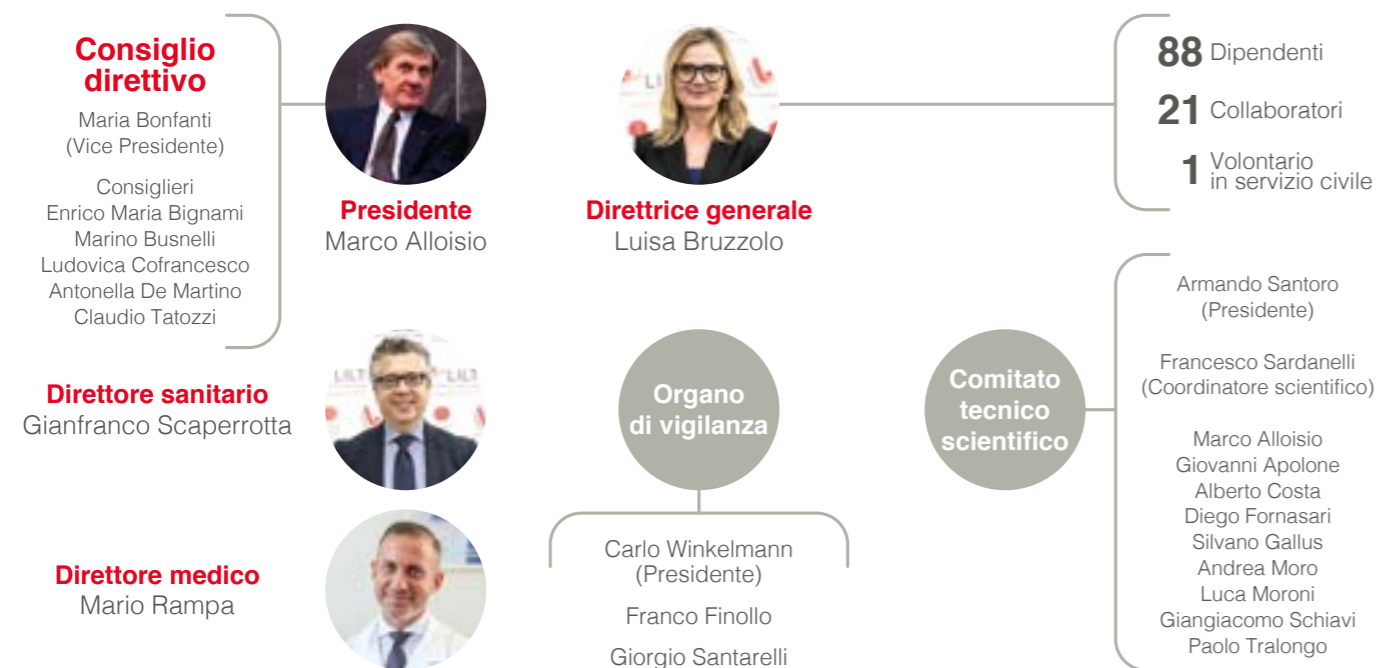 Consiglio
direttivo
Maria Bonfanti
(Vice Presidente)
Consiglieri
Enrico Maria Bignami
Marino Busnelli
Ludovica Cofrancesco
Antonella De Martino
Claudio Tatozzi
Presidente
Marco Alloisio
Direttrice generale
Luisa Bruzzolo
88 Dipendenti
21 Collaboratori
1 Volontario
in servizio civile
Direttore sanitario
Gianfranco Scaperrotta
LILT
Direttore medico
Mario Rampa
Organo
di vigilanza
Carlo Winkelmann
(Presidente)
Franco Finollo
Giorgio Santarelli
Comitato
tecnico
scientifico
Armando Santoro
(Presidente)
Francesco Sardanelli
(Coordinatore scientifico)
Marco Alloisio
Giovanni Apolone
Alberto Costa
Diego Fornasari
Silvano Gallus
Andrea Moro
Luca Moroni
Giangiacomo Schiavi
Paolo Tralongo